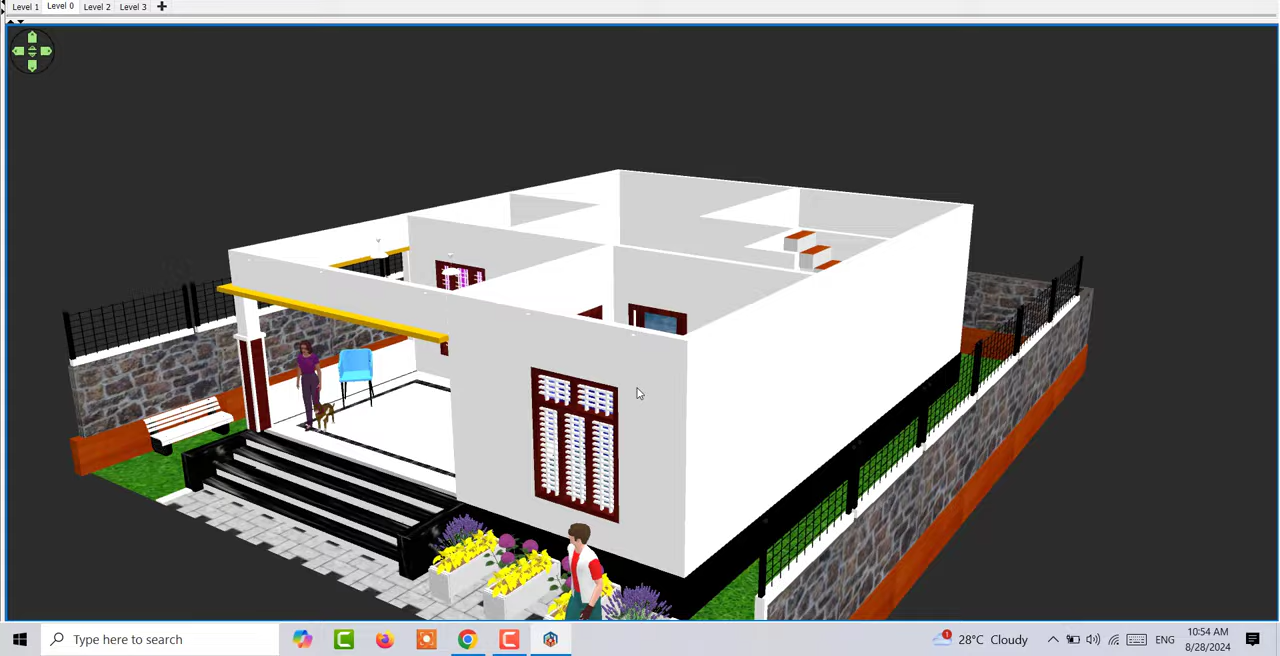 Level 1 Level 0 Level 2 Level 3
Type here to search
28°C Cloudy
ENG
10:54 AM
8/28/2024
1